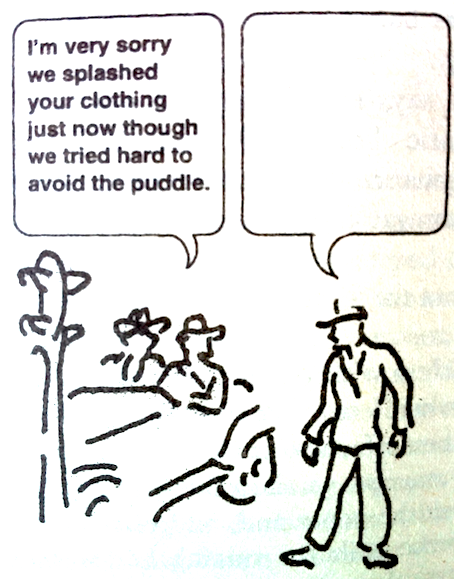 I'm very sorry
we splashed
your clothing
just now though
we tried hard to
avoid the puddle.